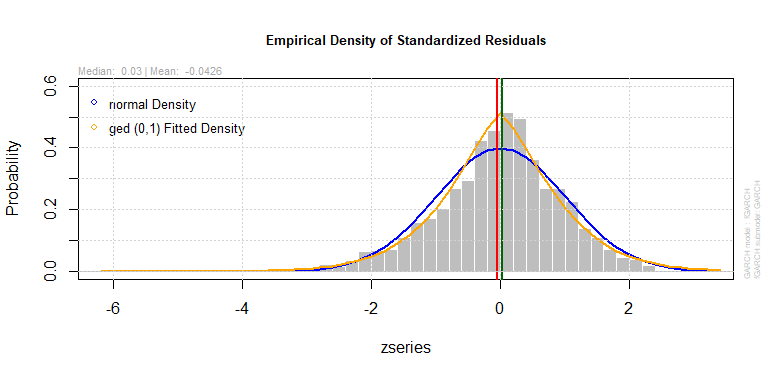 Empirical Density of Standardized Residuals
Median: 0.03 | Mean: -0.0426
normal Density
ged (0,1) Fitted Density
Probability
0.6
0.4
0.2
0.0
-6
-4
-2
0
2
zseries
GARCH model : fGARCH
fGARCH submodel: GARCH